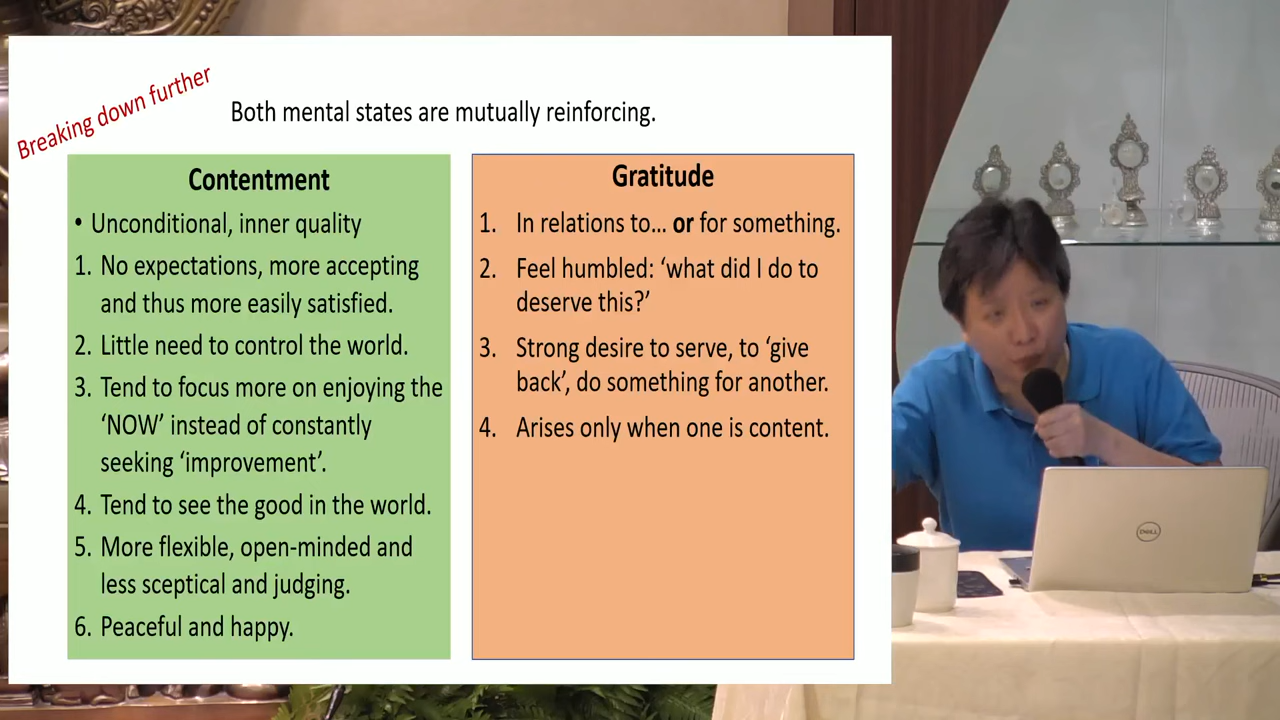 Breaking down further
Both mental states are mutually reinforcing.
Contentment
• Unconditional, inner quality
1. No expectations, more accepting
and thus more easily satisfied.
2. Little need to control the world.
3. Tend to focus more on enjoying the
‘NOW’ instead of constantly
seeking ‘improvement’.
4. Tend to see the good in the world.
5. More flexible, open-minded and
less sceptical and judging.
6. Peaceful and happy.
Gratitude
1. In relations to... or for something.
2. Feel humbled: ‘what did I do to
deserve this?’
3. Strong desire to serve, to ‘give
back’, do something for another.
4. Arises only when one is content.
DELL